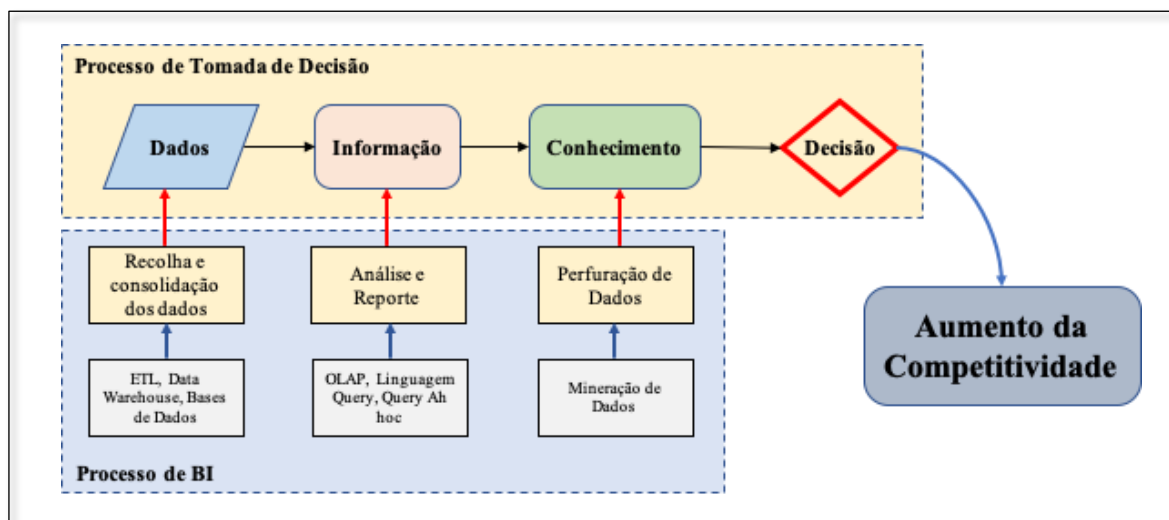 Processo de Tomada de Decisão
Dados
Informação
Conhecimento
Decisão
Recolha e
consolidação
dos dados
Análise e
Reporte
Perfuração de
Dados
Aumento da
Competitividade
ETL, Data
Warehouse, Bases
de Dados
OLAP, Linguagem
Query, Query Ah
hoc
Mineração de
Dados
Processo de BI